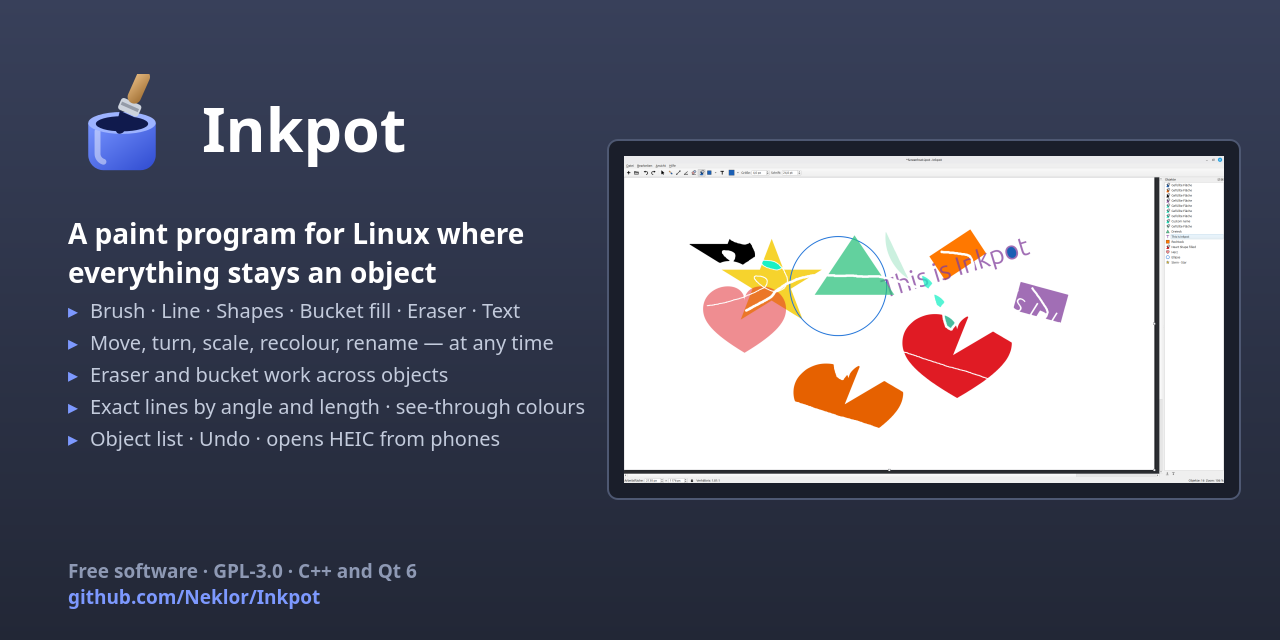 Inkpot
A paint program for Linux where
everything stays an object
▸ Brush · Line · Shapes · Bucket fill · Eraser · Text
▸ Move, turn, scale, recolour, rename — at any time
▸ Eraser and bucket work across objects
▸ Exact lines by angle and length · see-through colours
▸ Object list · Undo · opens HEIC from phones
Free software · GPL-3.0 · C++ and Qt 6
github.com/Neklor/Inkpot
This is Inkpot